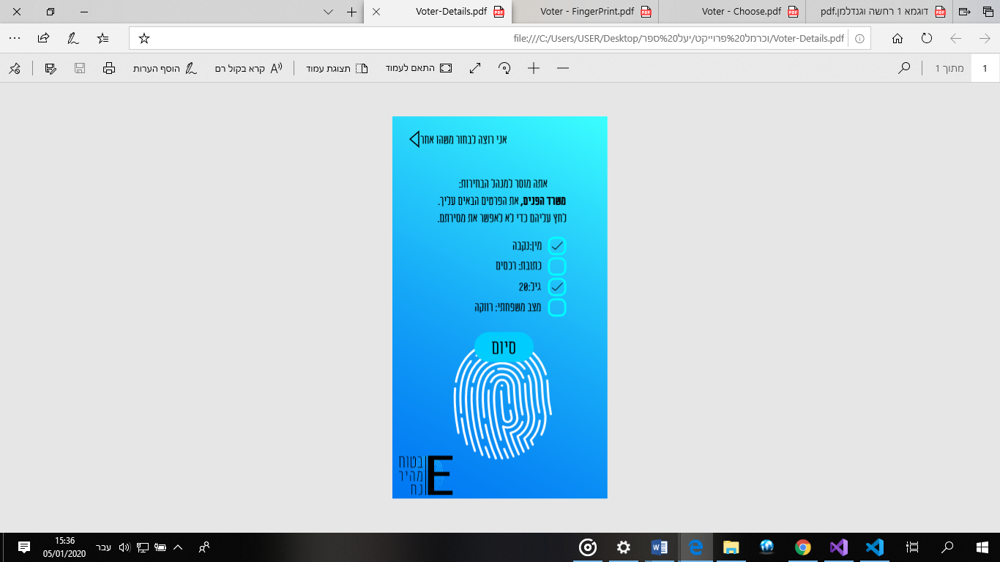 Voter-Details.pdf
Voter - FingerPrint.pdf
Voter - Choose.pdf
דוגמא 1 רחשה וגנדלמן.pdf
file:///C:/Users/USER/Desktop/יעל%20ספר/וכרמל%20פרוייקט/Voter-Details.pdf
הוסף הערות
קרא בקול רם
תצוגת עמוד
התאם לעמוד
1 מתוך 1
אני רוצה לבחור משהו אחר
אתה מוסר למנהל הבחירות:
משרד הפנים, את הפרטים הבאים עליך.
לחץ עליהם כדי לא לאפשר את מסירתם.
מין:נקבה
כתובת: רכסים
גיל:20
מצב משפחתי: רווקה
סיום
E
בטוח
מהיר
נח
עבר
15:36
05/01/2020